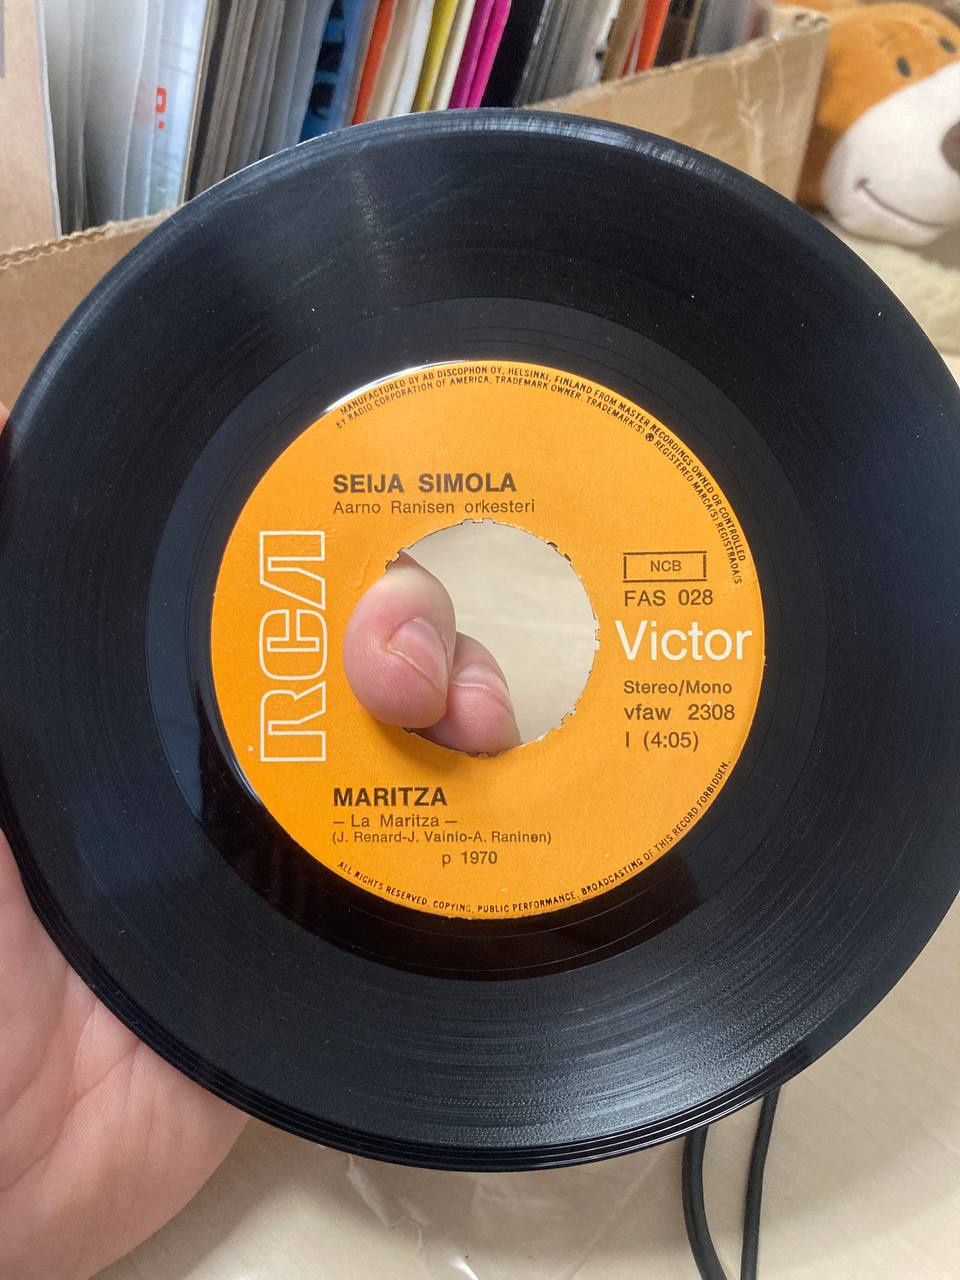 MANUFACTURED BY AB DISCOPHON OY, HELSINKI, FINLAND FROM MASTER RECORDINGS OWNED OR CONTROLLED
BY RADIO CORPORATION OF AMERICA, TRADEMARK OWNER. TRADEMARK(S) ® REGISTERED MARCA(S) REGISTRADA(S
SEIJA SIMOLA
Aarno Ranisen orkesteri
RCA
NCB
FAS 028
Victor
Stereo/Mono
vfaw 2308
I (4:05)
MARITZA
– La Maritza –
(J. Renard-J. Vainio-A. Raninen)
p 1970
ALL RIGHTS RESERVED. COPYING, PUBLIC PERFORMANCE, BROADCASTING OF THIS RECORD FORBIDDEN.